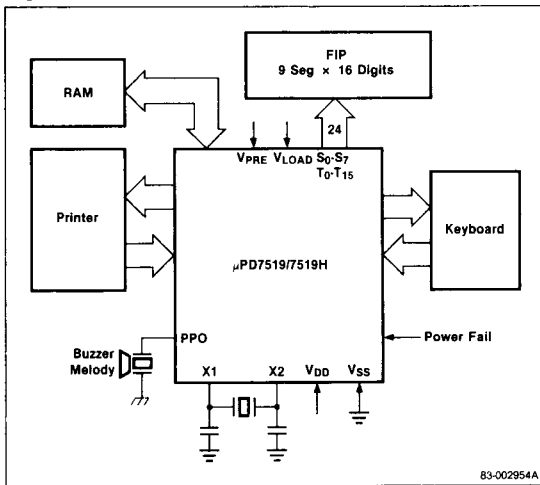 FIP
9 Seg × 16 Digits
RAM
24
VPRE VLOAD S0-S7
T0-T15
Printer
Keyboard
μPD7519/7519H
PPO
Power Fail
Buzzer
Melody
X1 X2 VDD VSS
83-002954A